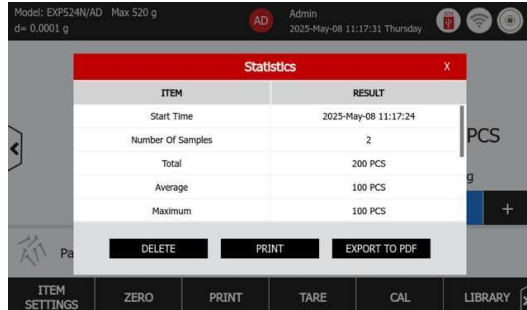 Model: EXP524N/AD Max 520 g
d= 0.0001 g
AD
Admin
2025-May-08 11:17:31 Thursday
Statistics X
ITEM RESULT
Start Time 2025-May-08 11:17:24
Number Of Samples 2
Total 200 PCS
Average 100 PCS
Maximum 100 PCS
PCS
g
+
Pa
DELETE PRINT EXPORT TO PDF
ITEM SETTINGS ZERO PRINT TARE CAL LIBRARY